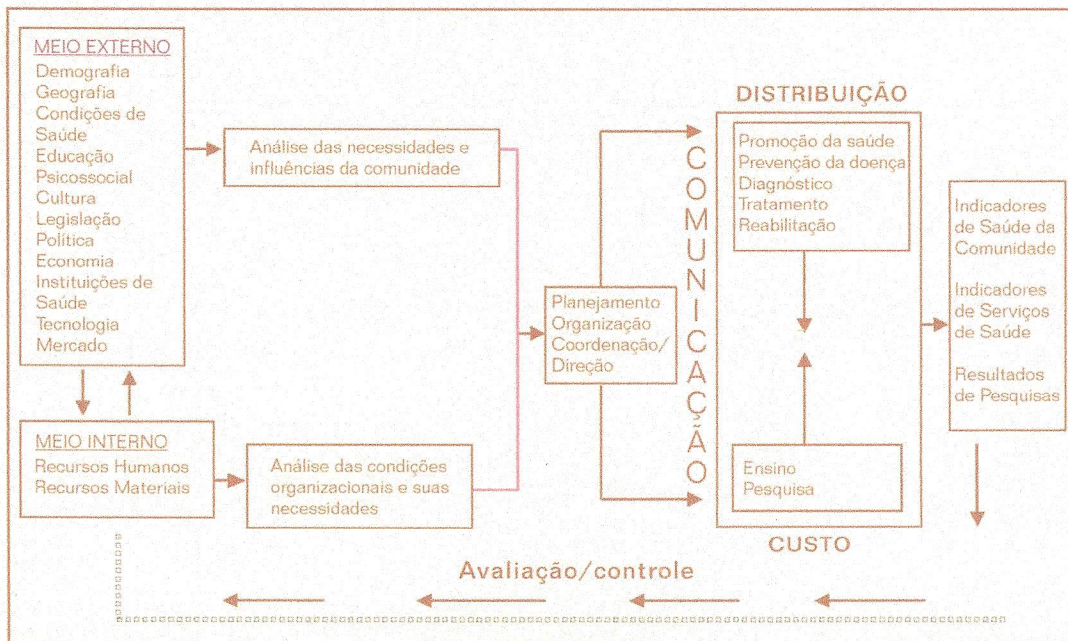 MEIO EXTERNO
Demografia
Geografia
Condições de
Saúde
Educação
Psicossocial
Cultura
Legislação
Política
Economia
Instituições de
Saúde
Tecnologia
Mercado
MEIO INTERNO
Recursos Humanos
Recursos Materiais
Análise das necessidades e
influências da comunidade
Análise das condições
organizacionais e suas
necessidades
Planejamento
Organização
Coordenação/
Direção
COMUNICAÇÃO
DISTRIBUIÇÃO
Promoção da saúde
Prevenção da doença
Diagnóstico
Tratamento
Reabilitação
Ensino
Pesquisa
CUSTO
Indicadores
de Saúde da
Comunidade
Indicadores
de Serviços
de Saúde
Resultados
de Pesquisas
Avaliação/controle